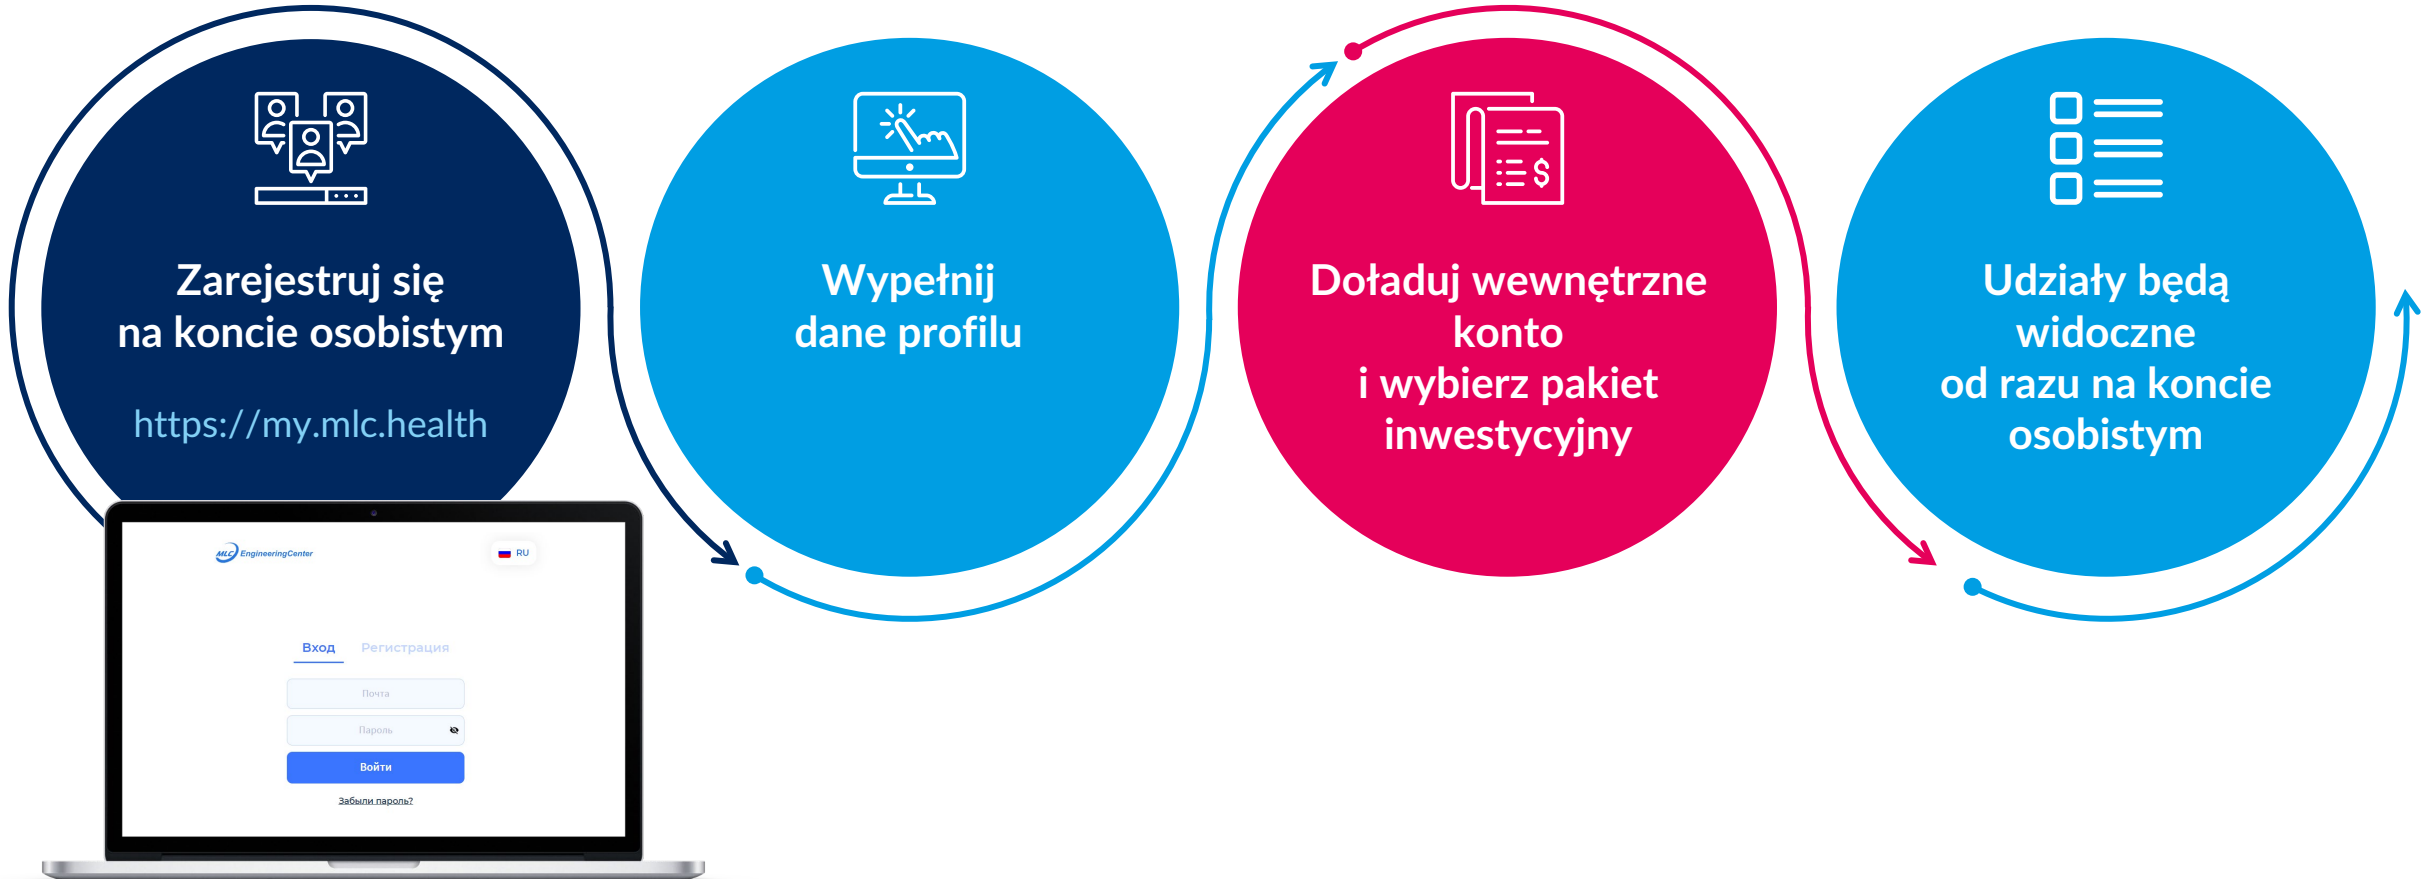 Zarejestruj się
na koncie osobistym
https://my.mlc.health
Wypełnij
dane profilu
Doładuj wewnętrzne
konto
i wybierz pakiet
inwestycyjny
$
Udziały będą
widoczne
od razu na koncie
osobistym
MLC EngineeringCenter
RU
Вход Регистрация
Почта
Пароль
Войти
Забыли пароль?